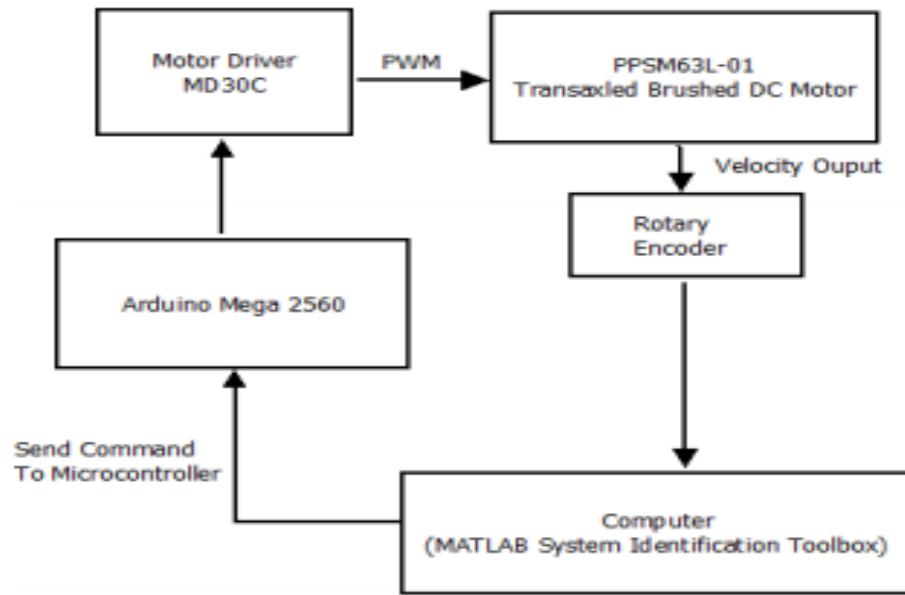 Motor Driver
MD30C
PWM
PPSM63L-01
Transaxled Brushed DC Motor
Velocity Ouput
Rotary
Encoder
Arduino Mega 2560
Send Command
To Microcontroller
Computer
(MATLAB System Identification Toolbox)